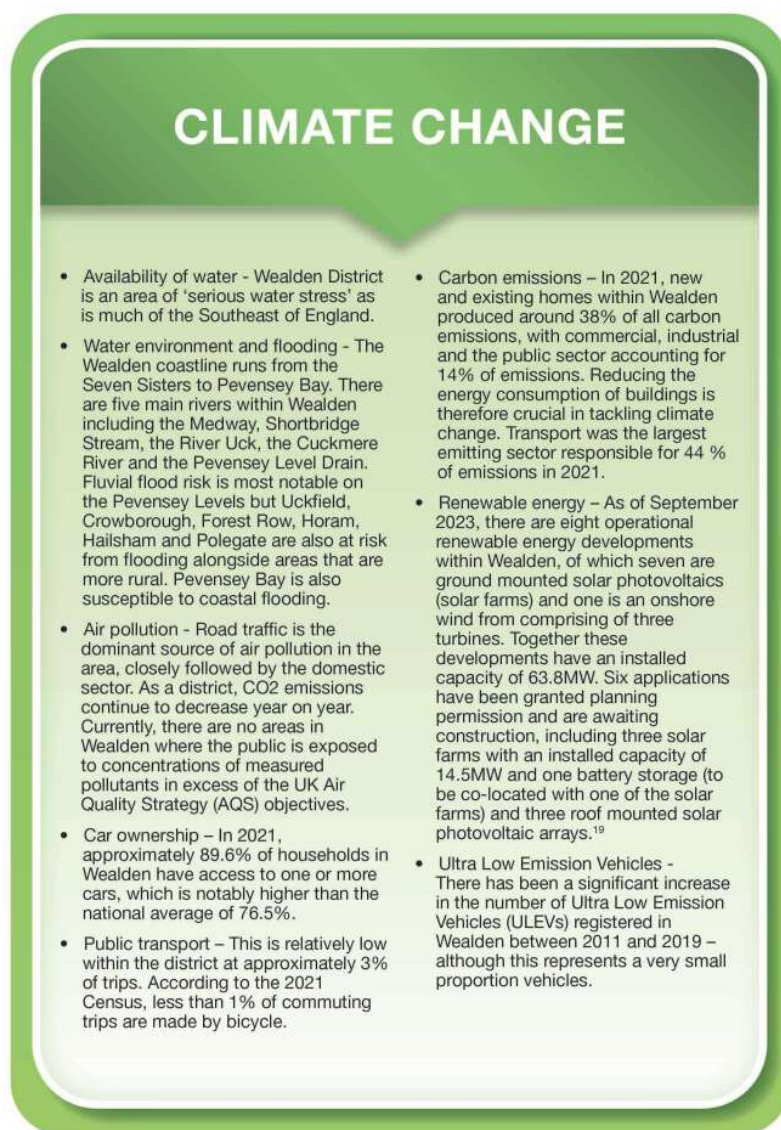 CLIMATE CHANGE
• Availability of water - Wealden District
is an area of ‘serious water stress’ as
is much of the Southeast of England.
• Water environment and flooding - The
Wealden coastline runs from the
Seven Sisters to Pevensey Bay. There
are five main rivers within Wealden
including the Medway, Shortbridge
Stream, the River Uck, the Cuckmere
River and the Pevensey Level Drain.
Fluvial flood risk is most notable on
the Pevensey Levels but Uckfield,
Crowborough, Forest Row, Horam,
Hailsham and Polegate are also at risk
from flooding alongside areas that are
more rural. Pevensey Bay is also
susceptible to coastal flooding.
• Air pollution - Road traffic is the
dominant source of air pollution in the
area, closely followed by the domestic
sector. As a district, CO2 emissions
continue to decrease year on year.
Currently, there are no areas in
Wealden where the public is exposed
to concentrations of measured
pollutants in excess of the UK Air
Quality Strategy (AQS) objectives.
• Car ownership – In 2021,
approximately 89.6% of households in
Wealden have access to one or more
cars, which is notably higher than the
national average of 76.5%.
• Public transport – This is relatively low
within the district at approximately 3%
of trips. According to the 2021
Census, less than 1% of commuting
trips are made by bicycle.
• Carbon emissions – In 2021, new
and existing homes within Wealden
produced around 38% of all carbon
emissions, with commercial, industrial
and the public sector accounting for
14% of emissions. Reducing the
energy consumption of buildings is
therefore crucial in tackling climate
change. Transport was the largest
emitting sector responsible for 44 %
of emissions in 2021.
• Renewable energy – As of September
2023, there are eight operational
renewable energy developments
within Wealden, of which seven are
ground mounted solar photovoltaics
(solar farms) and one is an onshore
wind from comprising of three
turbines. Together these
developments have an installed
capacity of 63.8MW. Six applications
have been granted planning
permission and are awaiting
construction, including three solar
farms with an installed capacity of
14.5MW and one battery storage (to
be co-located with one of the solar
farms) and three roof mounted solar
photovoltaic arrays.¹⁹
• Ultra Low Emission Vehicles -
There has been a significant increase
in the number of Ultra Low Emission
Vehicles (ULEVs) registered in
Wealden between 2011 and 2019 –
although this represents a very small
proportion vehicles.